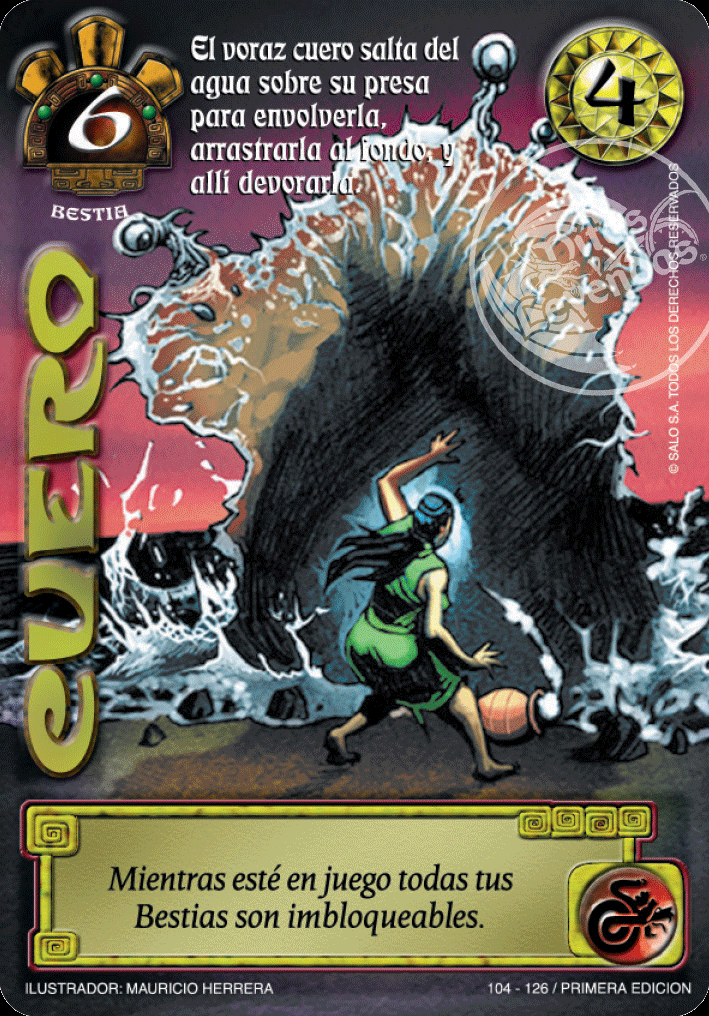 El voraz cuero salta del
agua sobre su presa
para envolverla,
arrastrarla al fondo, y
allí devorarla.
6
4
BESTIA
CUERO
Mitos
y Leyendas
®
© SALO S.A. TODOS LOS DERECHOS RESERVADOS
Mientras esté en juego todas tus
Bestias son imbloqueables.
ILUSTRADOR: MAURICIO HERRERA
104 - 126 / PRIMERA EDICION